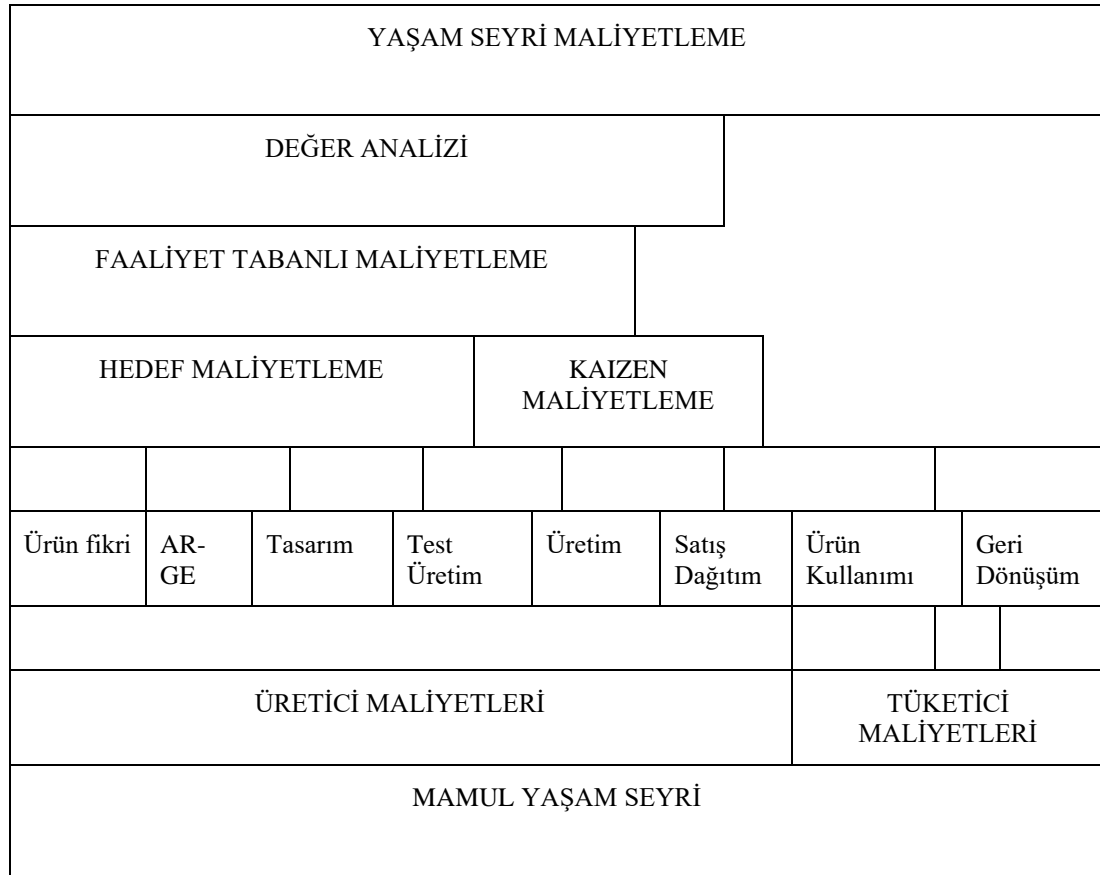 YAŞAM SEYRİ MALİYETLEME
DEĞER ANALİZİ
FAALİYET TABANLI MALİYETLEME
HEDEF MALİYETLEME
KAIZEN
MALİYETLEME
Ürün fikri
AR-
GE
Tasarım
Test
Üretim
Üretim
Satış
Dağıtım
Ürün
Kullanımı
Geri
Dönüşüm
ÜRETİCİ MALİYETLERİ
TÜKETİCİ
MALİYETLERİ
MAMUL YAŞAM SEYRİ